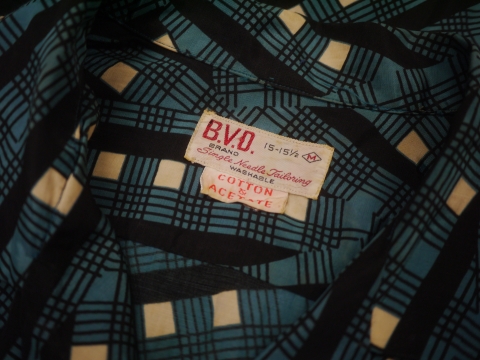 B.V.D.
BRAND
15-15½ M
Single Needle Tailoring
WASHABLE
COTTON
&
ACETATE